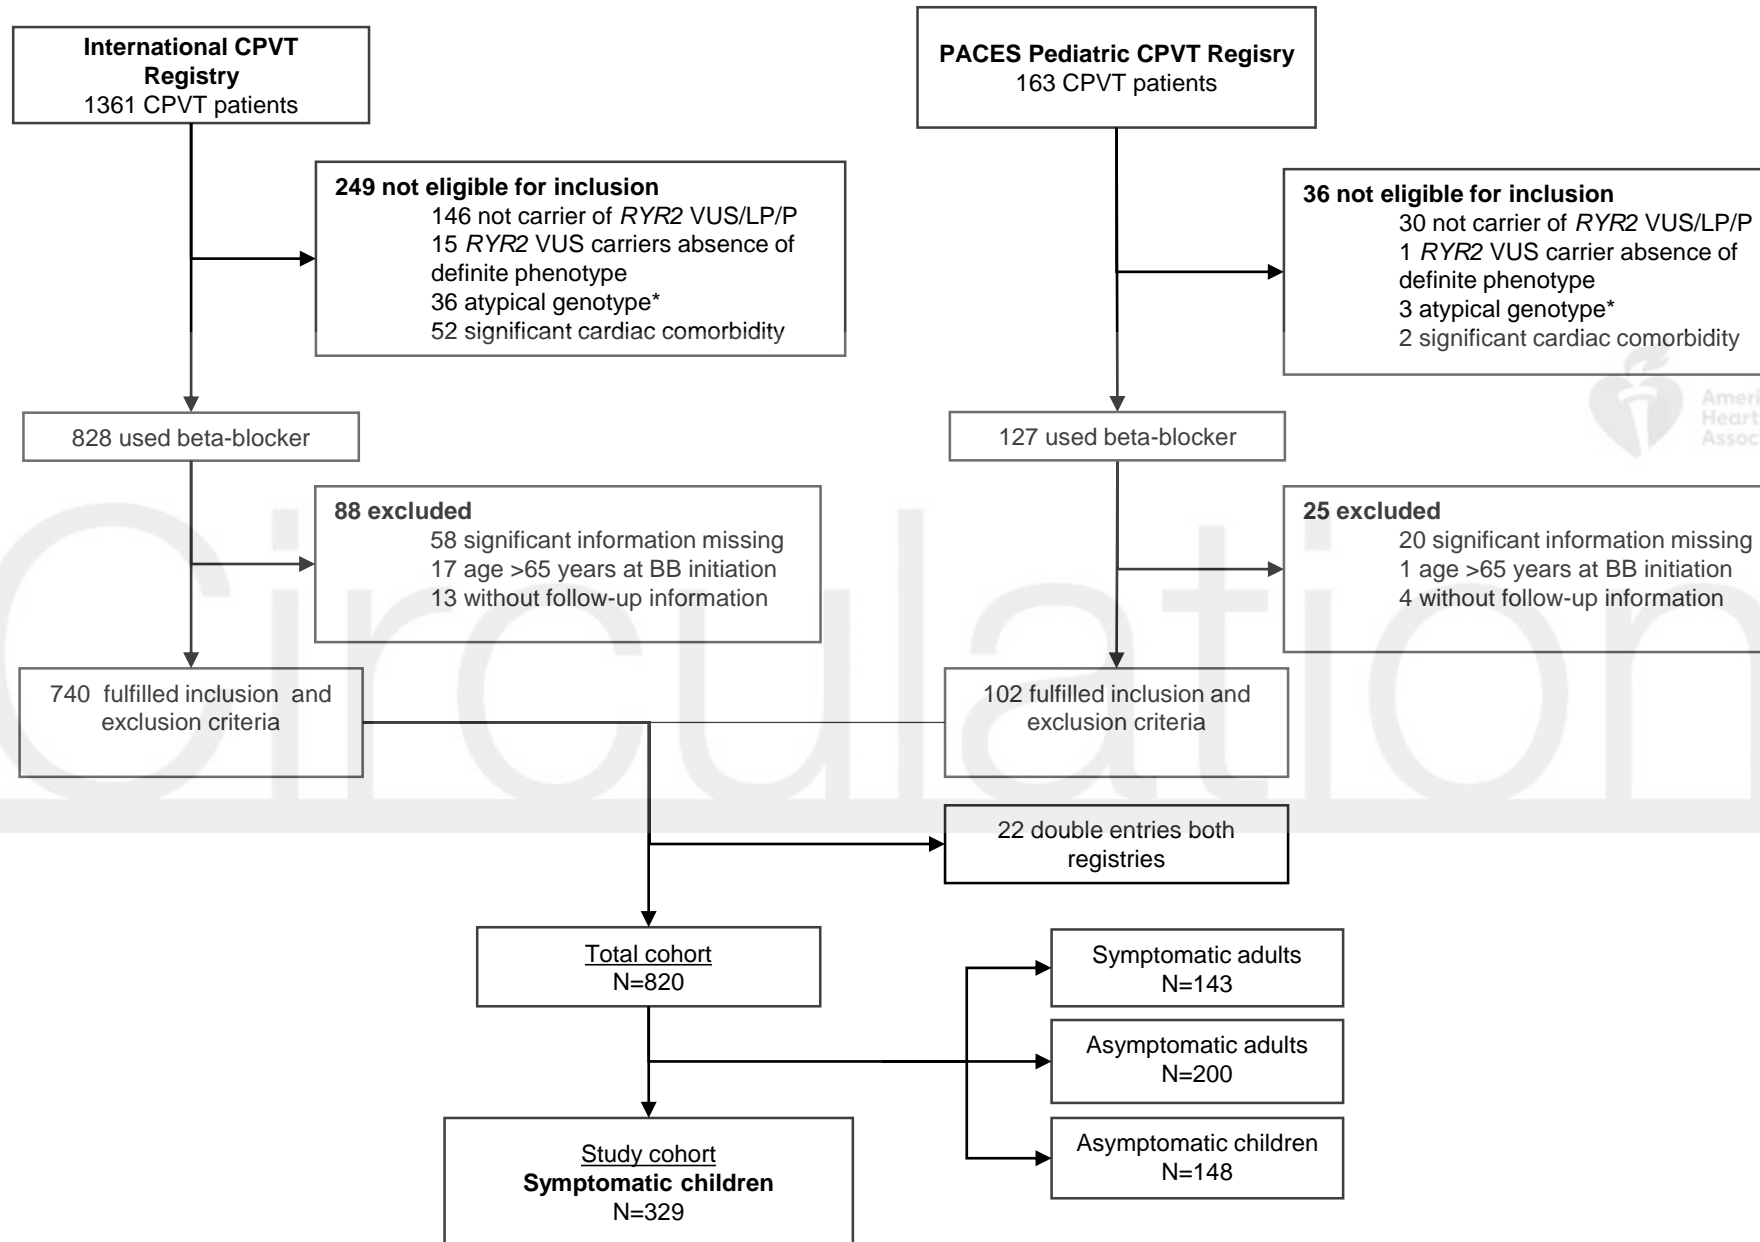 International CPVT
Registry
1361 CPVT patients
PACES Pediatric CPVT Regisry
163 CPVT patients
249 not eligible for inclusion
146 not carrier of RYR2 VUS/LP/P
15 RYR2 VUS carriers absence of
definite phenotype
36 atypical genotype*
52 significant cardiac comorbidity
36 not eligible for inclusion
30 not carrier of RYR2 VUS/LP/P
1 RYR2 VUS carrier absence of
definite phenotype
3 atypical genotype*
2 significant cardiac comorbidity
Ameri
Heart
Assoc
828 used beta-blocker
127 used beta-blocker
88 excluded
58 significant information missing
17 age >65 years at BB initiation
13 without follow-up information
25 excluded
20 significant information missing
1 age >65 years at BB initiation
4 without follow-up information
Circulation
740 fulfilled inclusion and
exclusion criteria
102 fulfilled inclusion and
exclusion criteria
22 double entries both
registries
Total cohort
N=820
Symptomatic adults
N=143
Asymptomatic adults
N=200
Asymptomatic children
N=148
Study cohort
Symptomatic children
N=329